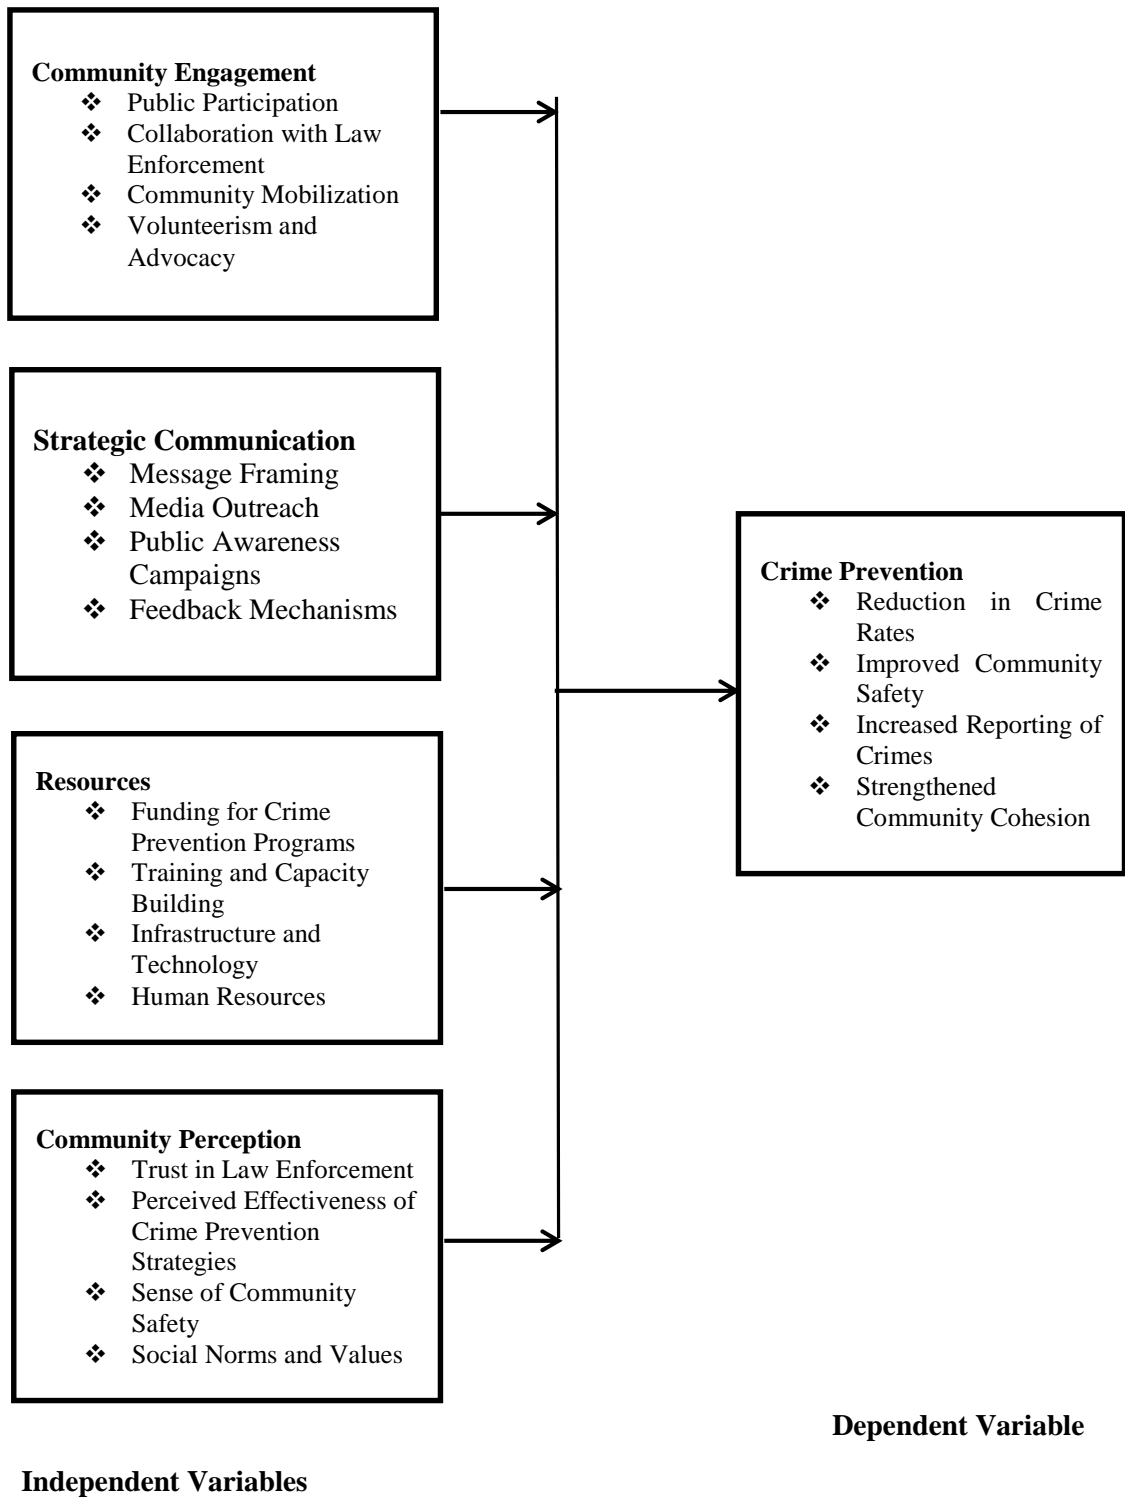 Community Engagement
❖ Public Participation
❖ Collaboration with Law
Enforcement
❖ Community Mobilization
❖ Volunteerism and
Advocacy
Strategic Communication
❖ Message Framing
❖ Media Outreach
❖ Public Awareness
Campaigns
❖ Feedback Mechanisms
Resources
❖ Funding for Crime
Prevention Programs
❖ Training and Capacity
Building
❖ Infrastructure and
Technology
❖ Human Resources
Community Perception
❖ Trust in Law Enforcement
❖ Perceived Effectiveness of
Crime Prevention
Strategies
❖ Sense of Community
Safety
❖ Social Norms and Values
Crime Prevention
❖ Reduction in Crime
Rates
❖ Improved Community
Safety
❖ Increased Reporting of
Crimes
❖ Strengthened
Community Cohesion
Dependent Variable
Independent Variables